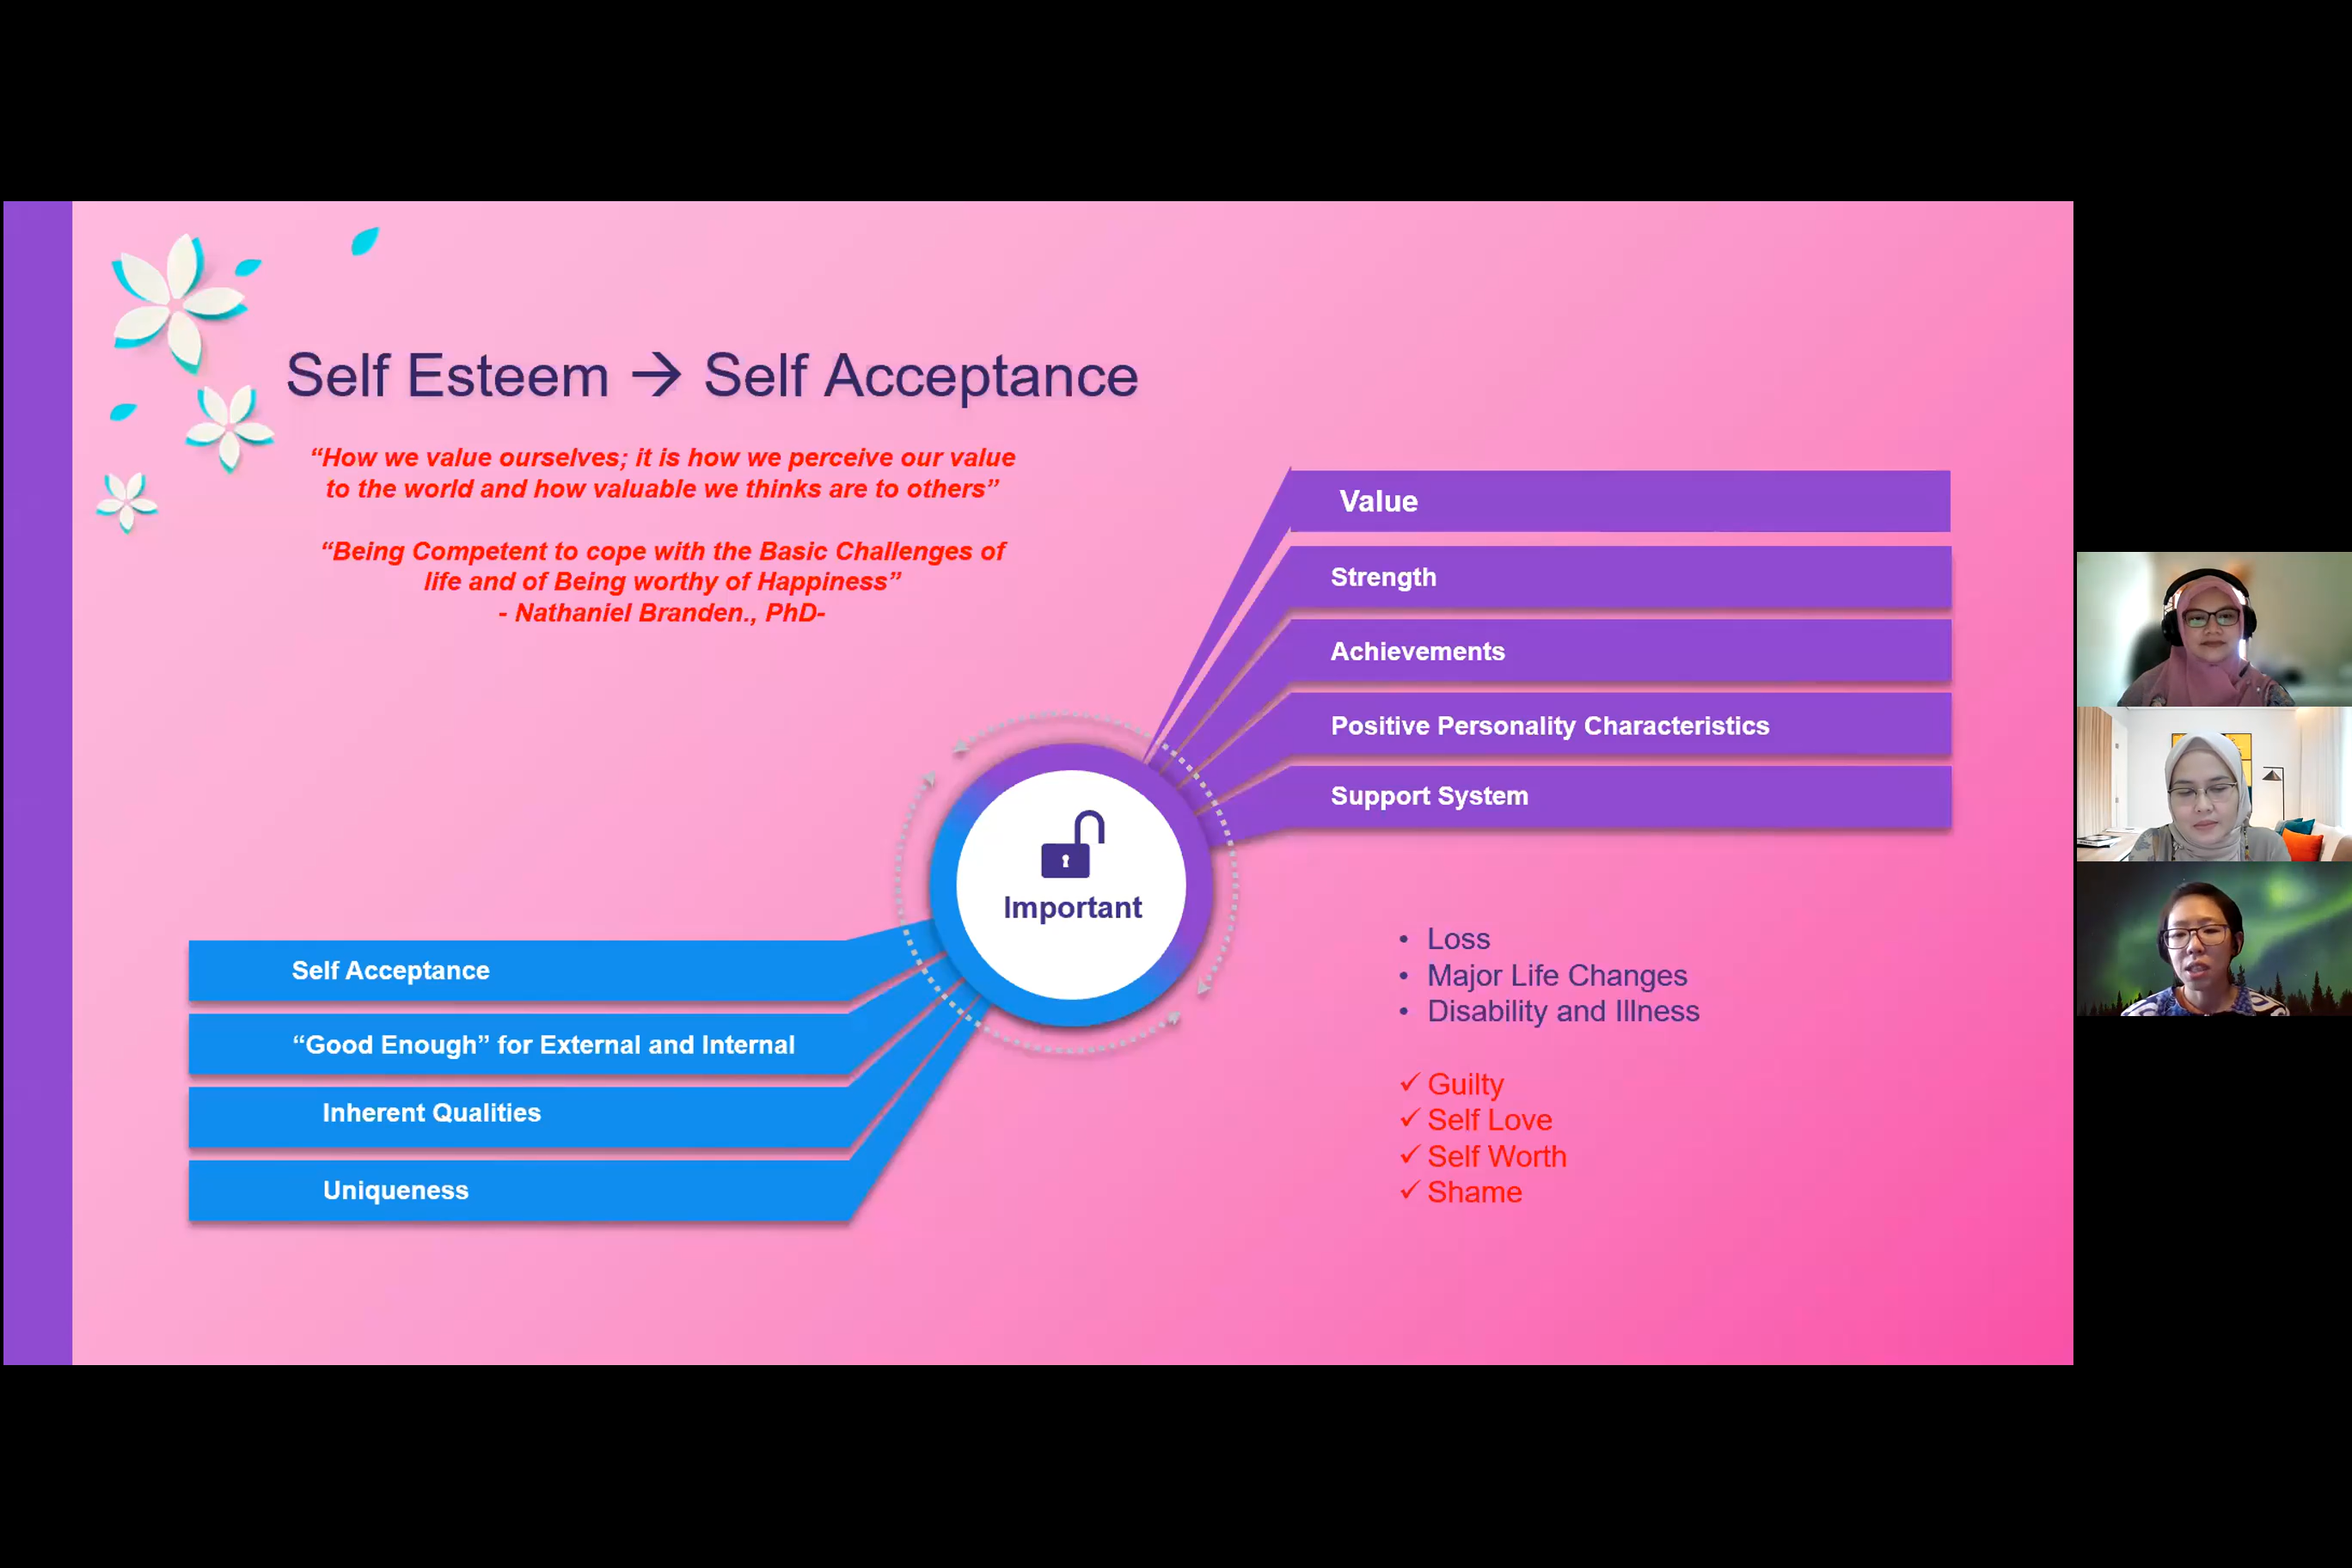 Self Esteem → Self Acceptance
“How we value ourselves; it is how we perceive our value
to the world and how valuable we thinks are to others”
“Being Competent to cope with the Basic Challenges of
life and of Being worthy of Happiness”
- Nathaniel Branden., PhD-
Value
Strength
Achievements
Positive Personality Characteristics
Support System
Important
Self Acceptance
“Good Enough” for External and Internal
Inherent Qualities
Uniqueness
• Loss
• Major Life Changes
• Disability and Illness
✓ Guilty
✓ Self Love
✓ Self Worth
✓ Shame